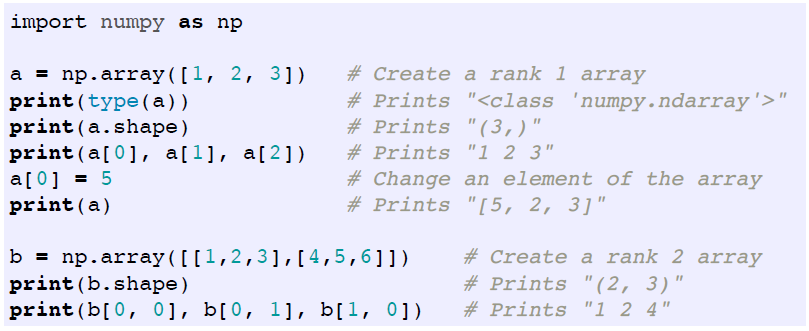 import numpy as np
a = np.array([1, 2, 3])   # Create a rank 1 array
print(type(a))            # Prints "<class 'numpy.ndarray'>"
print(a.shape)            # Prints "(3,)"
print(a[0], a[1], a[2])   # Prints "1 2 3"
a[0] = 5                  # Change an element of the array
print(a)                  # Prints "[5, 2, 3]"
b = np.array([[1,2,3],[4,5,6]])    # Create a rank 2 array
print(b.shape)                     # Prints "(2, 3)"
print(b[0, 0], b[0, 1], b[1, 0])   # Prints "1 2 4"